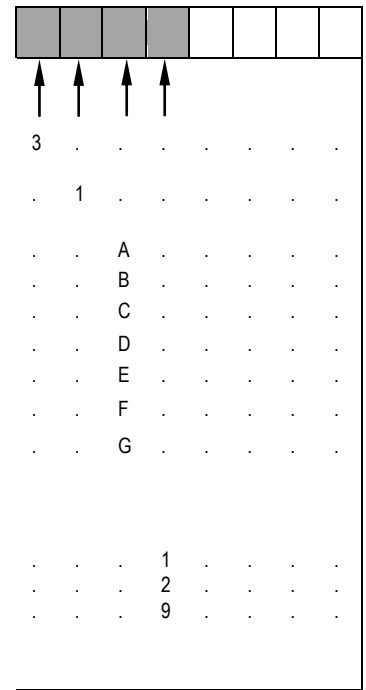 3 . . . . . . .
. 1 . . . . . .
. . A . . . . .
. . B . . . . .
. . C . . . . .
. . D . . . . .
. . E . . . . .
. . F . . . . .
. . G . . . . .
. . . 1 . . . .
. . . 2 . . . .
. . . 9 . . . .